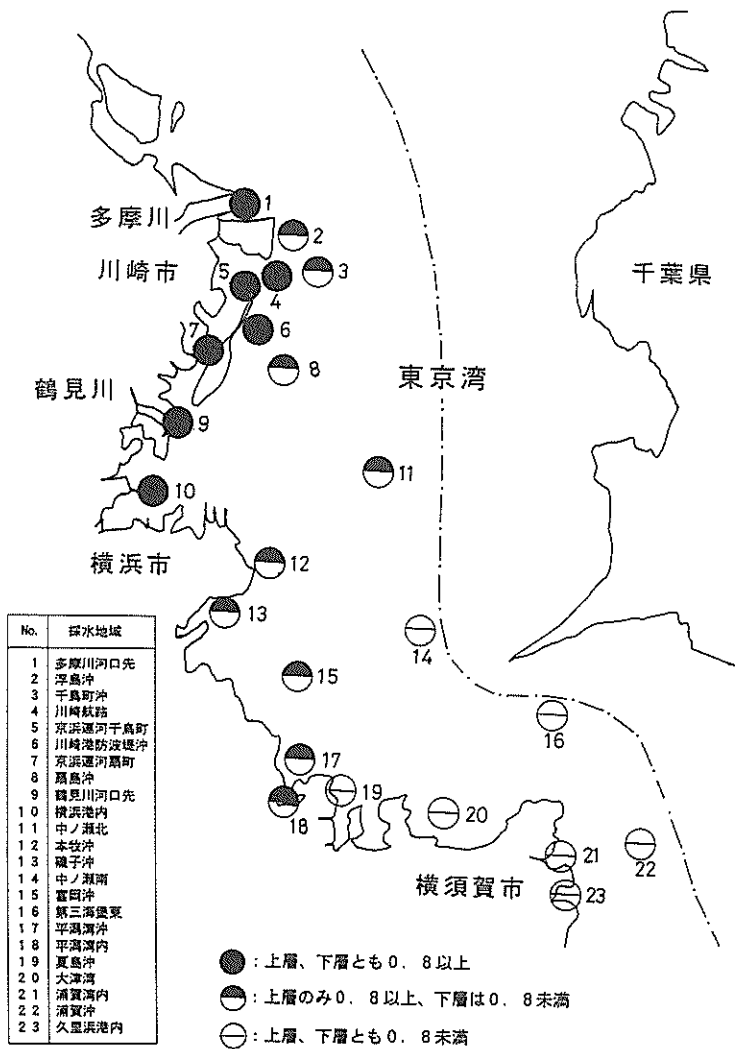 1
多摩川
2
川崎市
5
3
4
千葉県
7
6
8
東京湾
鶴見川
9
11
10
横浜市
12
13
14
15
16
17
19
18
20
21
22
横須賀市
23
No. 採水地域
1 多摩川河口先
2 浮島沖
3 千鳥町沖
4 川崎航路
5 京浜運河千鳥町
6 川崎港防波堤沖
7 京浜運河扇町
8 扇島沖
9 鶴見川河口先
10 横浜港内
11 中ノ瀬北
12 本牧沖
13 磯子沖
14 中ノ瀬南
15 富岡沖
16 第三海堡東
17 平潟湾沖
18 平潟湾内
19 夏島沖
20 大津湾
21 浦賀湾内
22 浦賀沖
23 久里浜港内
：上層、下層とも0．8以上
：上層のみ0．8以上、下層は0．8未満
：上層、下層とも0．8未満